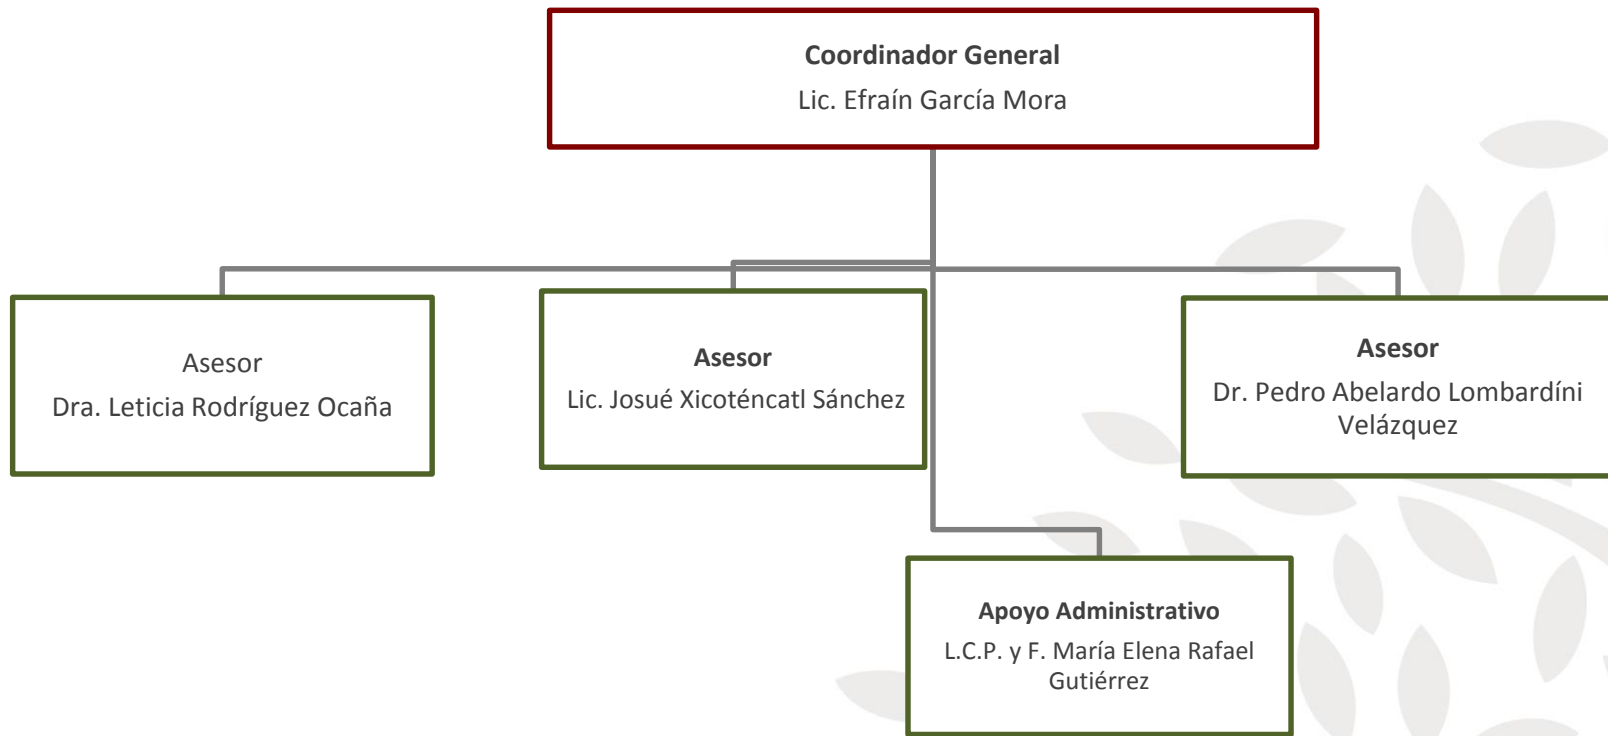 Coordinador General
Lic. Efraín García Mora
Asesor
Dra. Leticia Rodríguez Ocaña
Asesor
Lic. Josué Xicoténcatl Sánchez
Asesor
Dr. Pedro Abelardo Lombardíni
Velázquez
Apoyo Administrativo
L.C.P. y F. María Elena Rafael
Gutiérrez